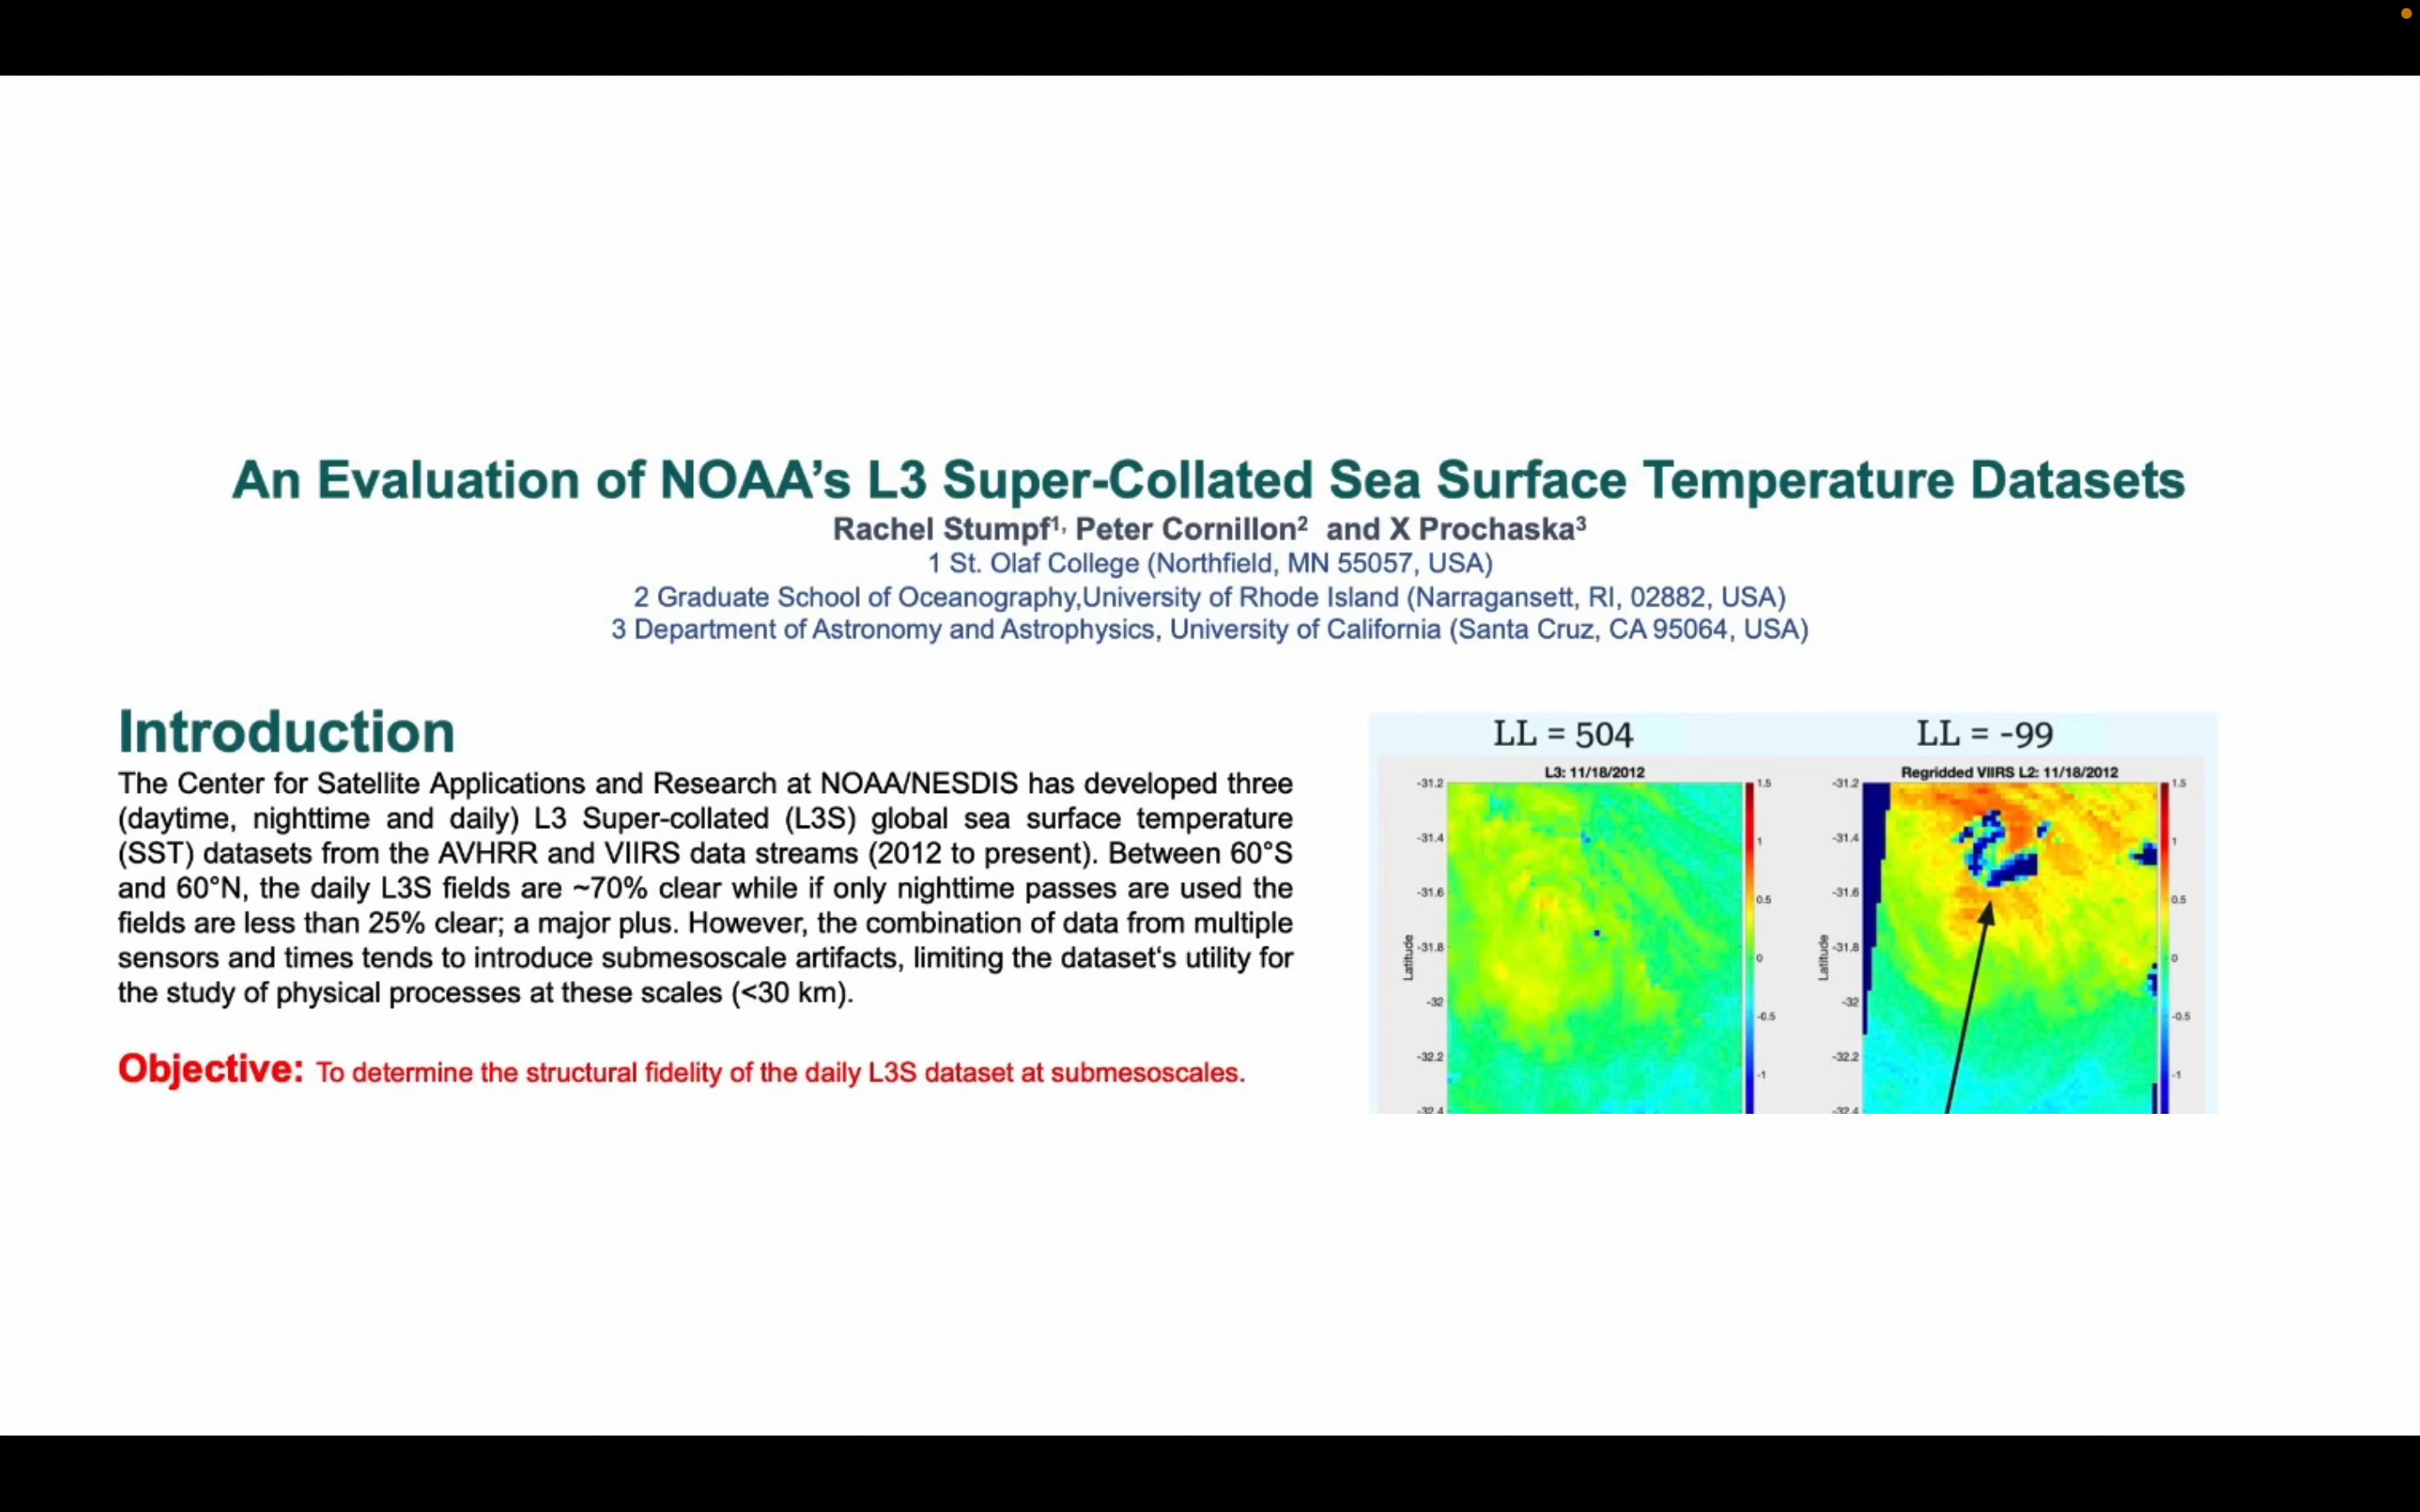 An Evaluation of NOAA’s L3 Super-Collated Sea Surface Temperature Datasets
Rachel Stumpf¹, Peter Cornillon² and X Prochaska³
1 St. Olaf College (Northfield, MN 55057, USA)
2 Graduate School of Oceanography,University of Rhode Island (Narragansett, RI, 02882, USA)
3 Department of Astronomy and Astrophysics, University of California (Santa Cruz, CA 95064, USA)
Introduction
The Center for Satellite Applications and Research at NOAA/NESDIS has developed three
(daytime, nighttime and daily) L3 Super-collated (L3S) global sea surface temperature
(SST) datasets from the AVHRR and VIIRS data streams (2012 to present). Between 60°S
and 60°N, the daily L3S fields are ~70% clear while if only nighttime passes are used the
fields are less than 25% clear; a major plus. However, the combination of data from multiple
sensors and times tends to introduce submesoscale artifacts, limiting the dataset‘s utility for
the study of physical processes at these scales (<30 km).
Objective: To determine the structural fidelity of the daily L3S dataset at submesoscales.
LL = 504
L3: 11/18/2012
-31.2
-31.4
-31.6
-31.8
-32
-32.2
-32.4
Latitude
1.5
1
0.5
0
-0.5
-1
LL = -99
Regridded VIIRS L2: 11/18/2012
-31.2
-31.4
-31.6
-31.8
-32
-32.2
-32.4
Latitude
1.5
1
0.5
0
-0.5
-1